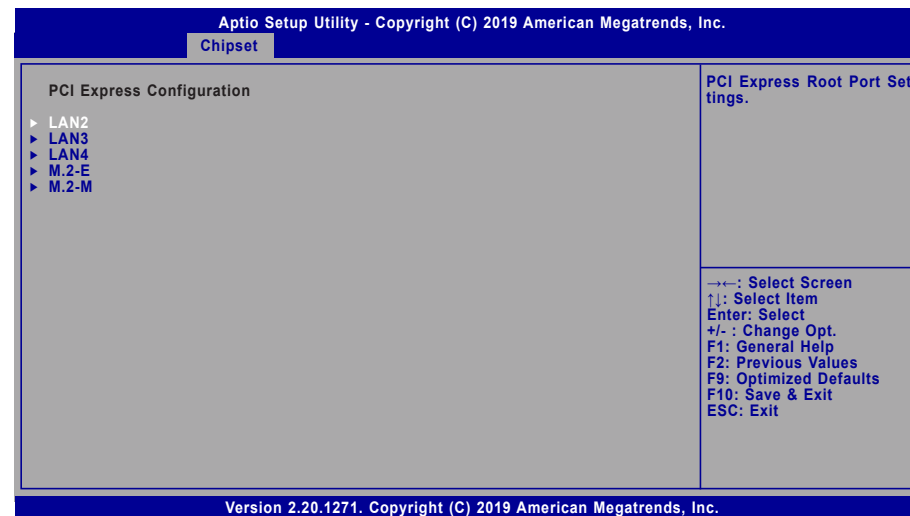 Aptio Setup Utility - Copyright (C) 2019 American Megatrends, Inc.
Chipset
PCI Express Configuration
► LAN2
► LAN3
► LAN4
► M.2-E
► M.2-M
PCI Express Root Port Set
tings.
→←: Select Screen
↑↓: Select Item
Enter: Select
+/- : Change Opt.
F1: General Help
F2: Previous Values
F9: Optimized Defaults
F10: Save & Exit
ESC: Exit
Version 2.20.1271. Copyright (C) 2019 American Megatrends, Inc.